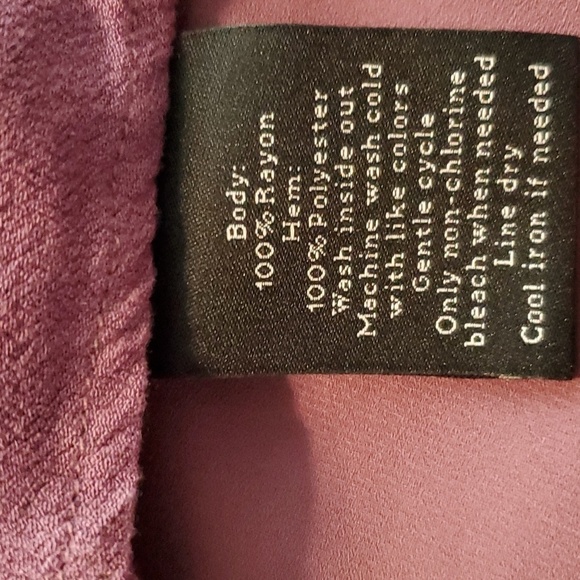 Body:
100% Rayon
Hem:
100% Polyester
Wash inside out
Machine wash cold
with like colors
Gentle cycle
Only non-chlorine
bleach when needed
Line dry
Cool iron if needed